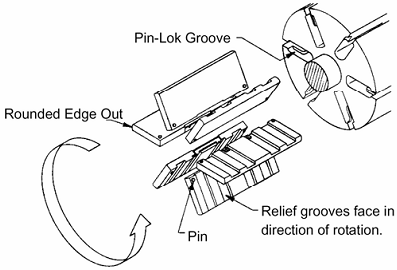 Pin-Lok Groove
Rounded Edge Out
Relief grooves face in
direction of rotation.
Pin